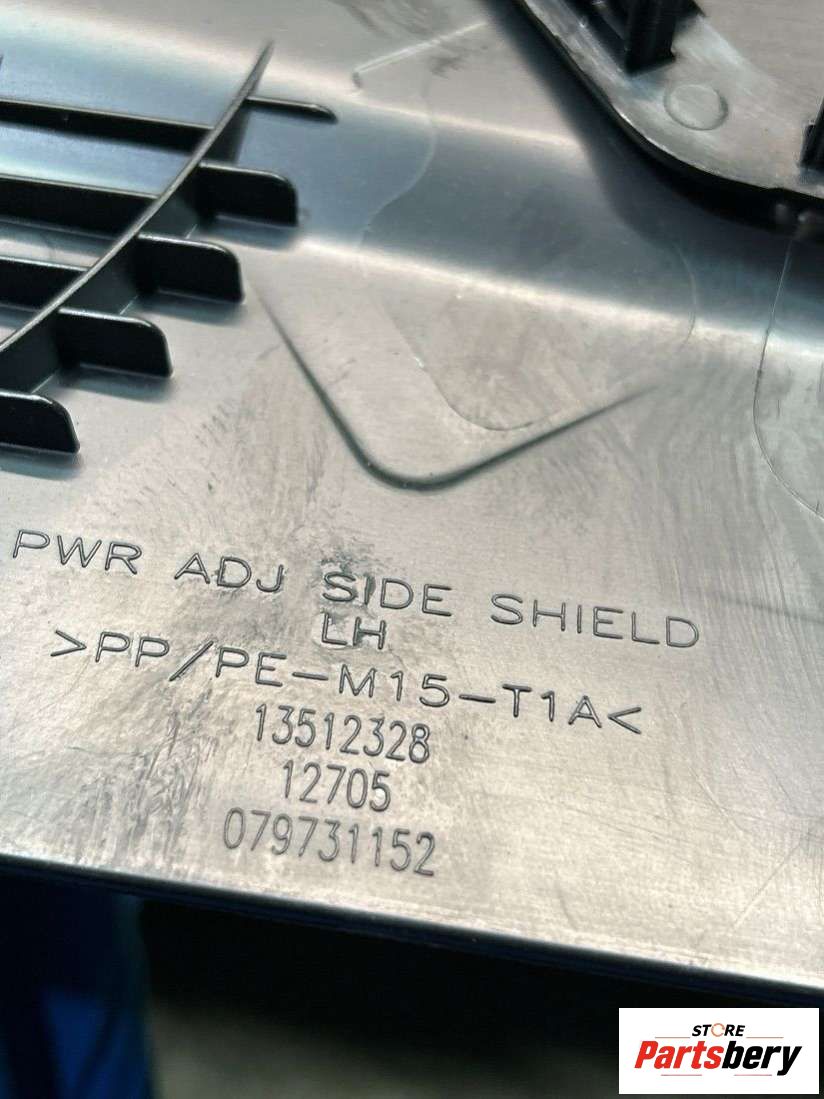 PWR ADJ SIDE SHIELD
LH
>PP/PE-M15-T1A<
13512328
12705
079731152
STORE
Partsbery